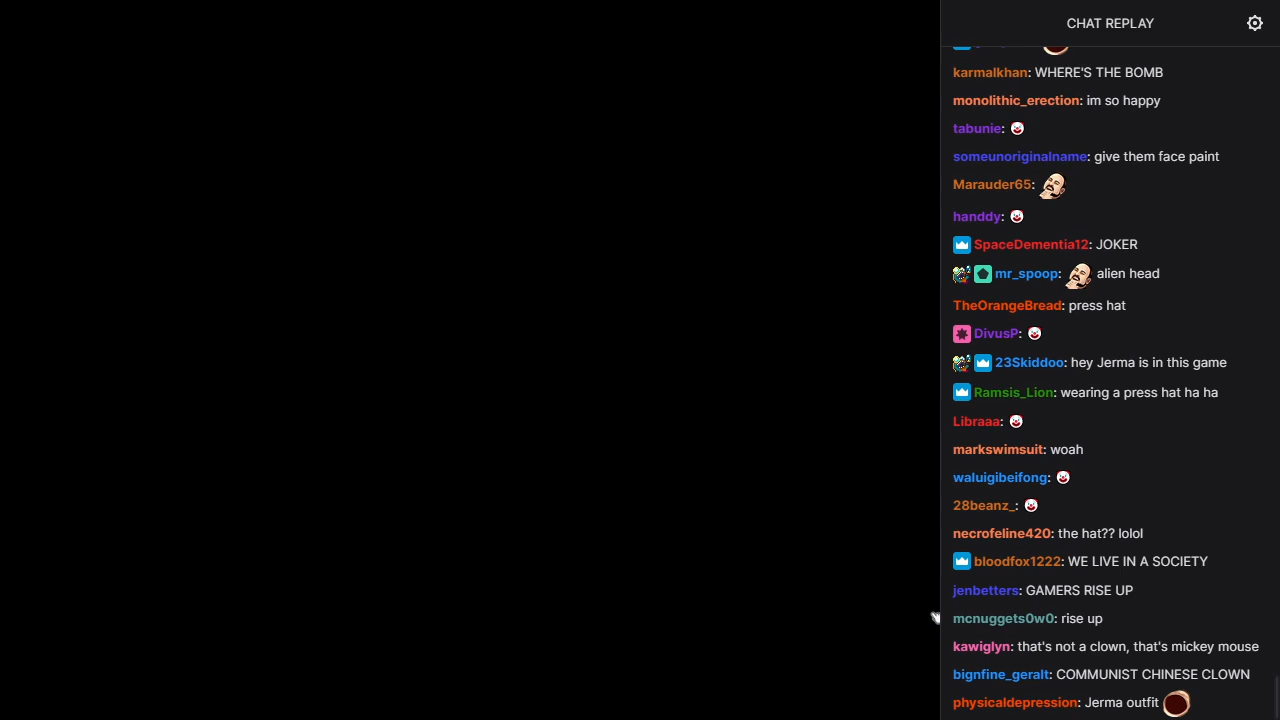 CHAT REPLAY
karmalkhan: WHERE'S THE BOMB
monolithic_erection: im so happy
tabunie:
someunoriginalname: give them face paint
Marauder65:
handdy:
SpaceDementia12: JOKER
mr_spoop: alien head
TheOrangeBread: press hat
DivusP:
23Skiddoo: hey Jerma is in this game
Ramsis_Lion: wearing a press hat ha ha
Libraaa:
markswimsuit: woah
waluigibeifong:
28beanz_:
necrofeline420: the hat?? lolol
bloodfox1222: WE LIVE IN A SOCIETY
jenbetters: GAMERS RISE UP
mcnuggets0w0: rise up
kawiglyn: that's not a clown, that's mickey mouse
bignfine_geralt: COMMUNIST CHINESE CLOWN
physicaldepression: Jerma outfit